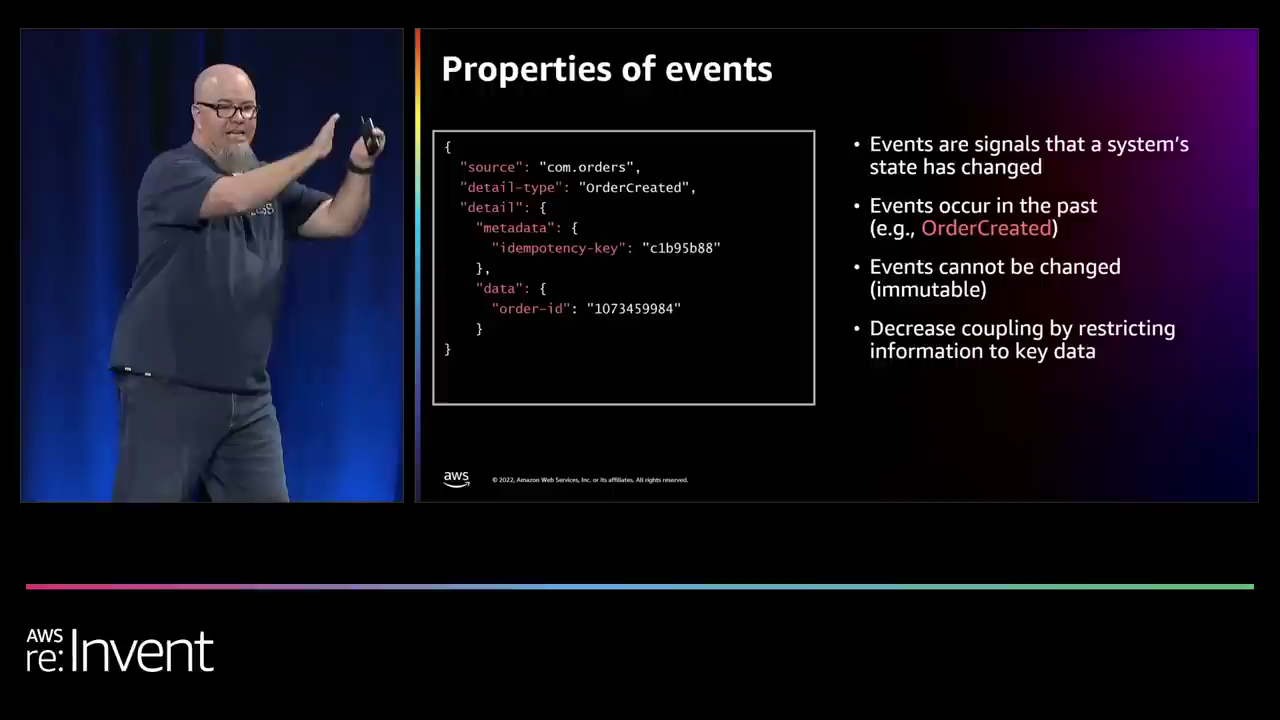 Properties of events
{
"source": "com.orders",
"detail-type": "OrderCreated",
"detail": {
"metadata": {
"idempotency-key": "c1b95b88"
},
"data": {
"order-id": "1073459984"
}
}
• Events are signals that a system's
state has changed
• Events occur in the past
(e.g., OrderCreated)
• Events cannot be changed
(immutable)
• Decrease coupling by restricting
information to key data
aws
© 2022, Amazon Web Services, Inc. or its affiliates. All rights reserved.
AWS
re:Invent